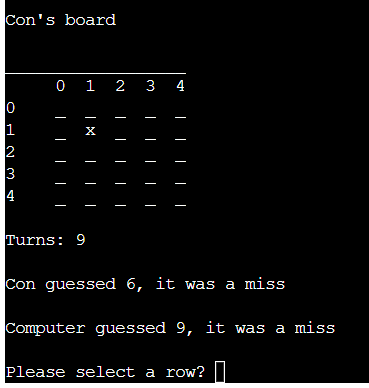 Con's board
0 1 2 3 4
0 _ _ _ _ _
1 _ x _ _ _
2 _ _ _ _ _
3 _ _ _ _ _
4 _ _ _ _ _
Turns: 9
Con guessed 6, it was a miss
Computer guessed 9, it was a miss
Please select a row?